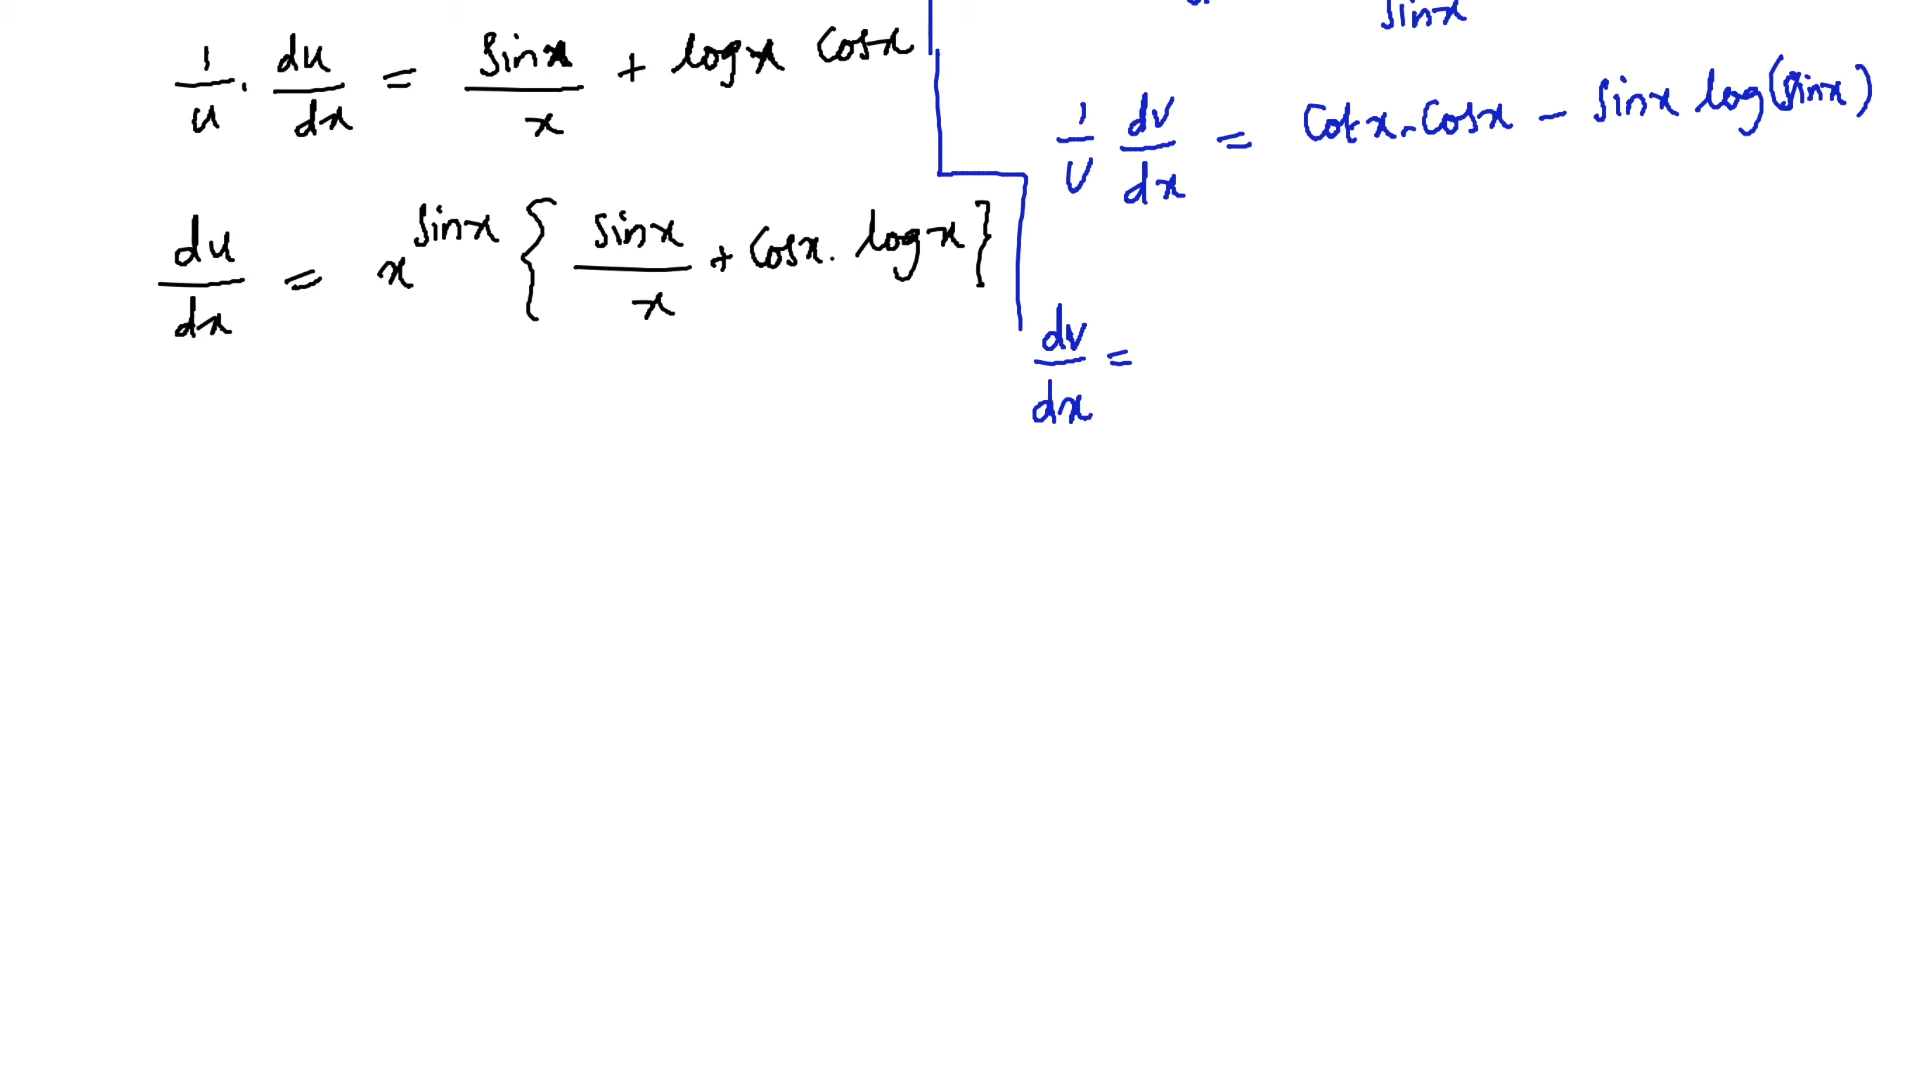 1/u . du/dx = sinx/x + logx cosx
du/dx = x^sinx { sinx/x + cosx. logx }
sinx
1/v dv/dx = cotx. cosx - sinx log(sinx)
dv/dx =